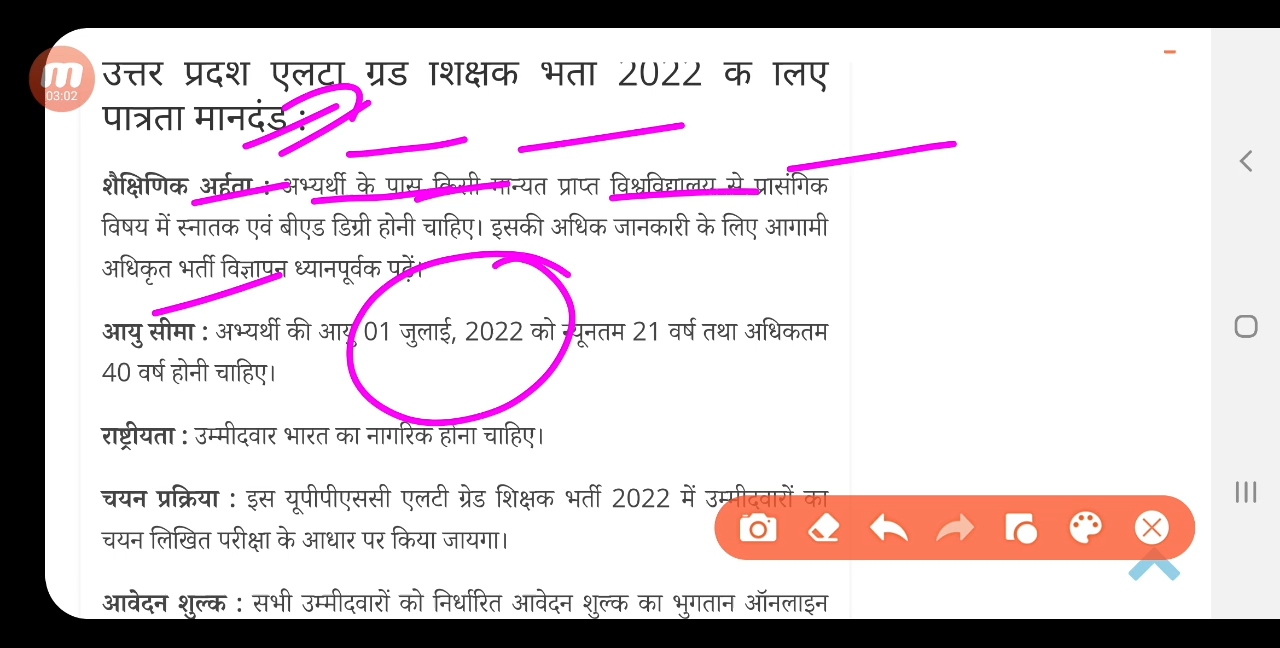 उत्तर प्रदेश एलटी ग्रेड शिक्षक भर्ती 2022 के लिए
m
03:02
पात्रता मानदंड :
शैक्षिणिक अर्हता : अभ्यर्थी के पास किसी मान्यत प्राप्त विश्वविद्यालय से प्रासंगिक
विषय में स्नातक एवं बीएड डिग्री होनी चाहिए। इसकी अधिक जानकारी के लिए आगामी
अधिकृत भर्ती विज्ञापन ध्यानपूर्वक पढ़ें।
आयु सीमा : अभ्यर्थी की आयु 01 जुलाई, 2022 को न्यूनतम 21 वर्ष तथा अधिकतम
40 वर्ष होनी चाहिए।
राष्ट्रीयता : उम्मीदवार भारत का नागरिक होना चाहिए।
चयन प्रक्रिया : इस यूपीपीएससी एलटी ग्रेड शिक्षक भर्ती 2022 में उम्मीदवारों का
चयन लिखित परीक्षा के आधार पर किया जायगा।
आवेदन शुल्क : सभी उम्मीदवारों को निर्धारित आवेदन शुल्क का भुगतान ऑनलाइन